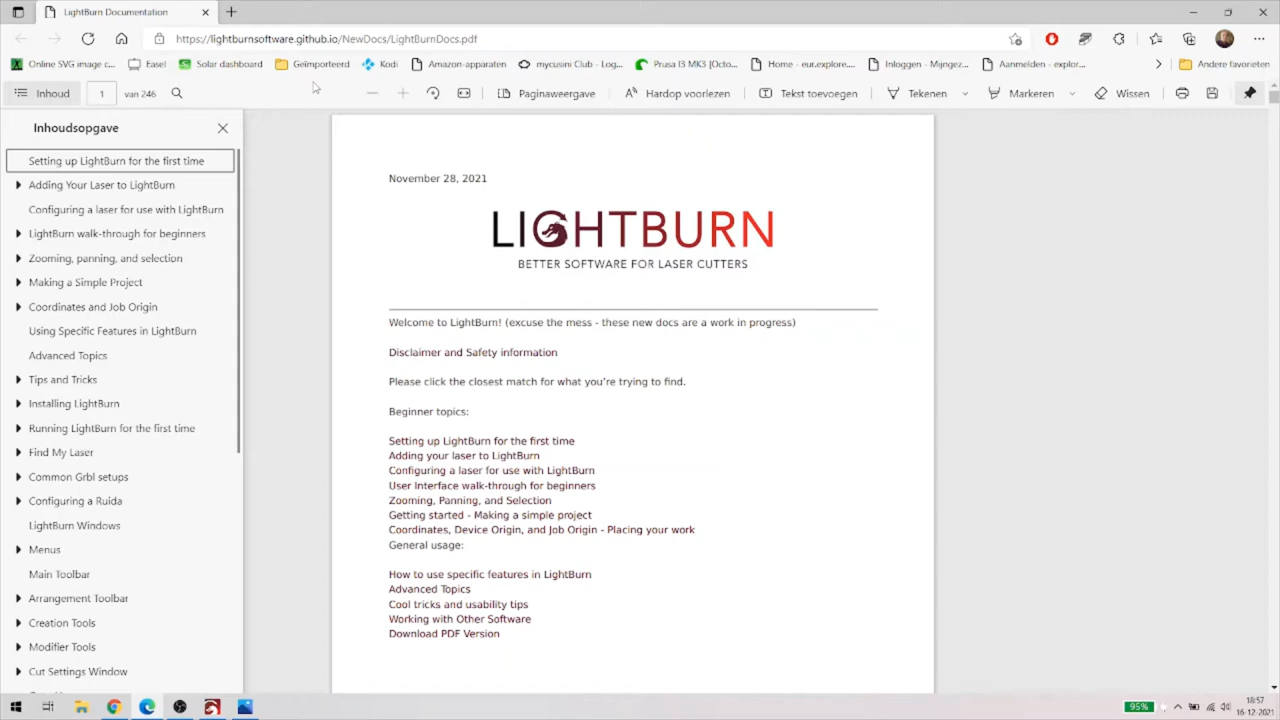 LightBurn Documentation
https://lightburnsoftware.github.io/NewDocs/LightBurnDocs.pdf
Online SVG image c... Easel Solar dashboard Geïmporteerd Kodi Amazon-apparaten mycusini Club - Log... Prusa I3 MK3 [Octo... Home - eur.explore.... Inloggen - Mijngez... Aanmelden - explor... Andere favorieten
Inhoud 1 van 246 Paginaweergave Hardop voorlezen Tekst toevoegen Tekenen Markeren Wissen
Inhoudsopgave
Setting up LightBurn for the first time
Adding Your Laser to LightBurn
Configuring a laser for use with LightBurn
LightBurn walk-through for beginners
Zooming, panning, and selection
Making a Simple Project
Coordinates and Job Origin
Using Specific Features in LightBurn
Advanced Topics
Tips and Tricks
Installing LightBurn
Running LightBurn for the first time
Find My Laser
Common Grbl setups
Configuring a Ruida
LightBurn Windows
Menus
Main Toolbar
Arrangement Toolbar
Creation Tools
Modifier Tools
Cut Settings Window
November 28, 2021
LIGHTBURN
BETTER SOFTWARE FOR LASER CUTTERS
Welcome to LightBurn! (excuse the mess - these new docs are a work in progress)
Disclaimer and Safety information
Please click the closest match for what you're trying to find.
Beginner topics:
Setting up LightBurn for the first time
Adding your laser to LightBurn
Configuring a laser for use with LightBurn
User Interface walk-through for beginners
Zooming, Panning, and Selection
Getting started - Making a simple project
Coordinates, Device Origin, and Job Origin - Placing your work
General usage:
How to use specific features in LightBurn
Advanced Topics
Cool tricks and usability tips
Working with Other Software
Download PDF Version
95%
18:57
16-12-2021